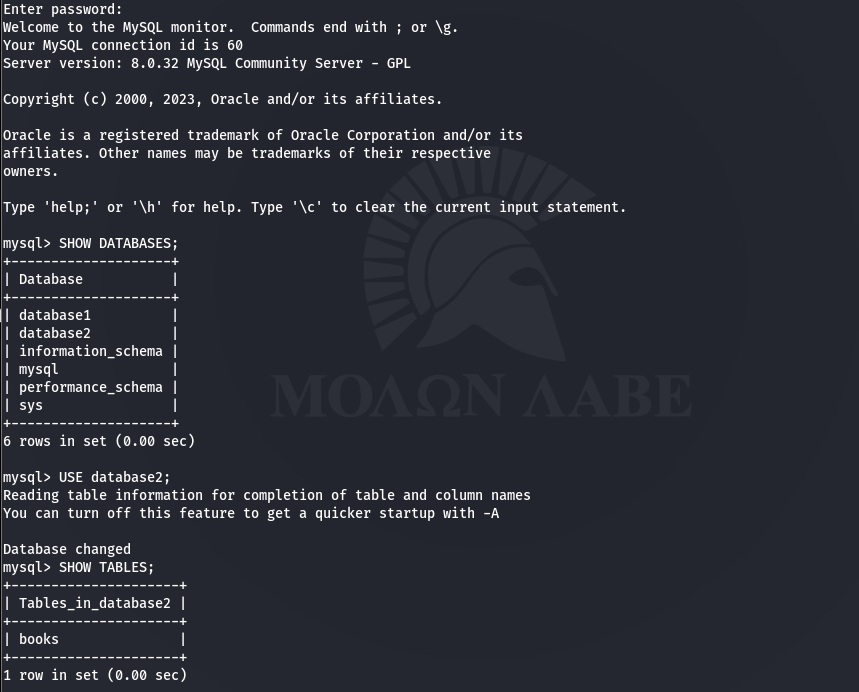 Enter password:
Welcome to the MySQL monitor.  Commands end with ; or \g.
Your MySQL connection id is 60
Server version: 8.0.32 MySQL Community Server - GPL
Copyright (c) 2000, 2023, Oracle and/or its affiliates.
Oracle is a registered trademark of Oracle Corporation and/or its
affiliates. Other names may be trademarks of their respective
owners.
Type 'help;' or '\h' for help. Type '\c' to clear the current input statement.
mysql> SHOW DATABASES;
+--------------------+
| Database           |
+--------------------+
| database1          |
| database2          |
| information_schema |
| mysql              |
| performance_schema |
| sys                |
+--------------------+
6 rows in set (0.00 sec)
ΜΟΛΩΝ ΛΑΒΕ
mysql> USE database2;
Reading table information for completion of table and column names
You can turn off this feature to get a quicker startup with -A
Database changed
mysql> SHOW TABLES;
+---------------------+
| Tables_in_database2 |
+---------------------+
| books               |
+---------------------+
1 row in set (0.00 sec)